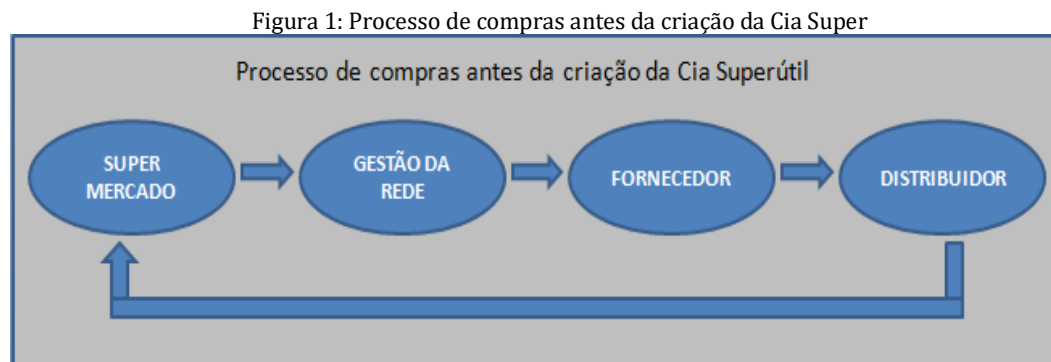 Figura 1: Processo de compras antes da criação da Cia Super
Processo de compras antes da criação da Cia Superútil
SUPER
MERCADO
GESTÃO DA
REDE
FORNECEDOR
DISTRIBUIDOR